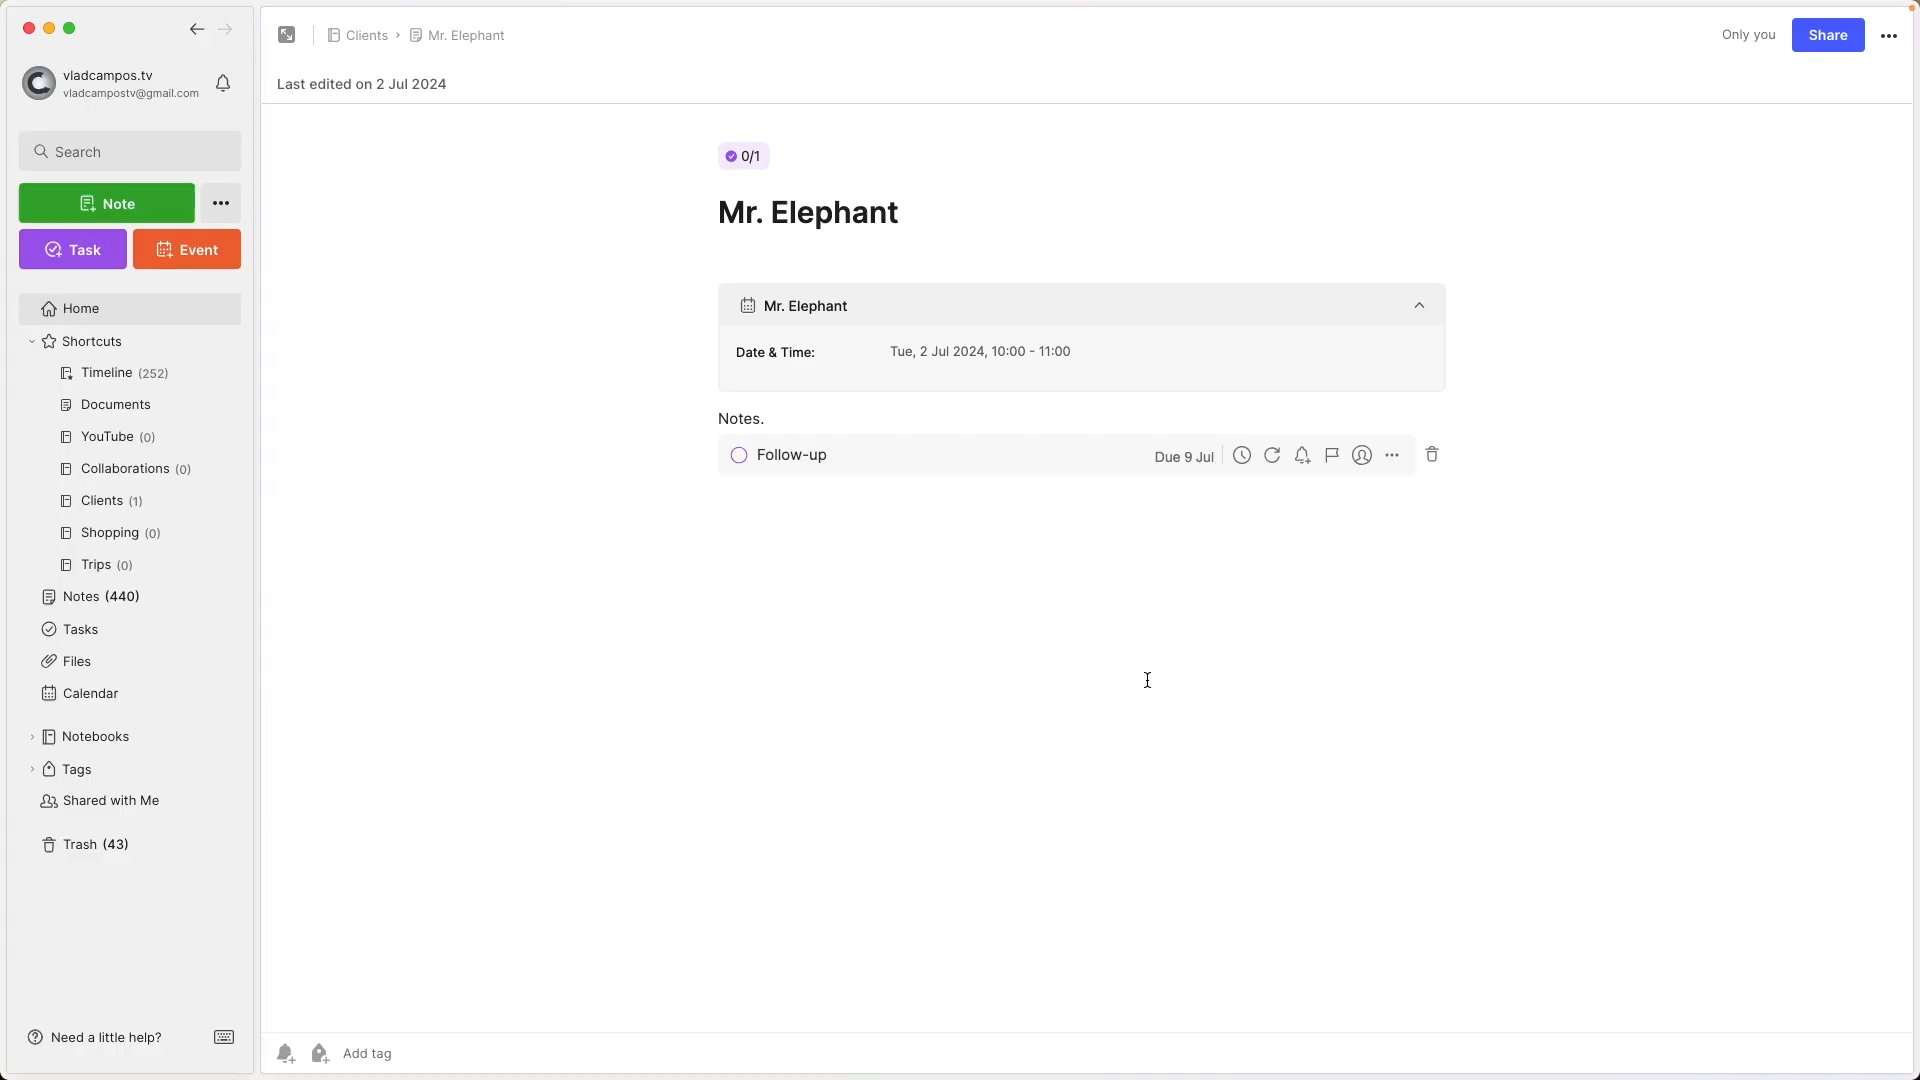 Clients › Mr. Elephant
Only you
Share
vladcampos.tv
vladcampostv@gmail.com
Last edited on 2 Jul 2024
Search
Note
Task
Event
Home
Shortcuts
Timeline (252)
Documents
YouTube (0)
Collaborations (0)
Clients (1)
Shopping (0)
Trips (0)
Notes (440)
Tasks
Files
Calendar
Notebooks
Tags
Shared with Me
Trash (43)
Need a little help?
0/1
Mr. Elephant
Mr. Elephant
Date & Time: Tue, 2 Jul 2024, 10:00 - 11:00
Notes.
Follow-up Due 9 Jul
Add tag